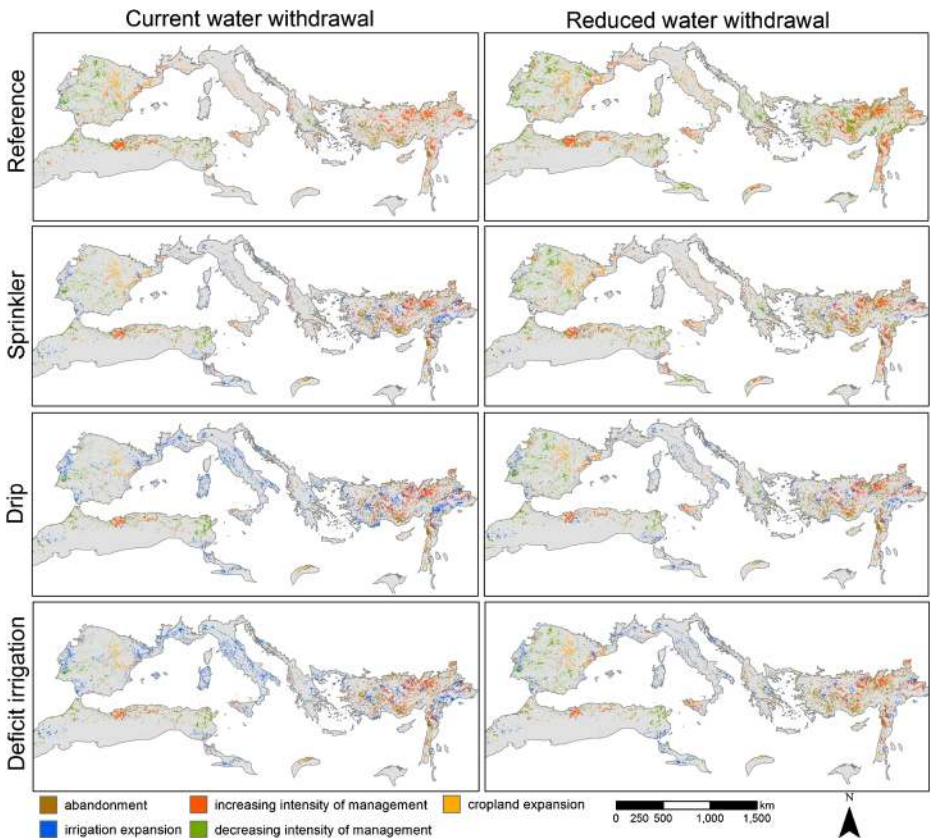 Current water withdrawal
Reduced water withdrawal
Reference
Sprinkler
Drip
Deficit irrigation
abandonment
increasing intensity of management
cropland expansion
irrigation expansion
decreasing intensity of management
0 250 500 1,000 1,500 km
N